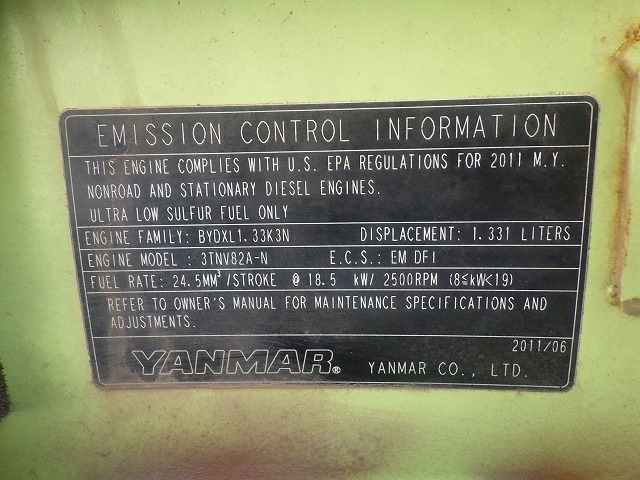 EMISSION CONTROL INFORMATION
THIS ENGINE COMPLIES WITH U.S. EPA REGULATIONS FOR 2011 M.Y.
NONROAD AND STATIONARY DIESEL ENGINES.
ULTRA LOW SULFUR FUEL ONLY
ENGINE FAMILY: BYDXL1.33K3N DISPLACEMENT: 1.331 LITERS
ENGINE MODEL : 3TNV82A-N E.C.S.: EM DFI
FUEL RATE: 24.5MM³/STROKE @ 18.5 kW/ 2500RPM (8≦kW<19)
REFER TO OWNER'S MANUAL FOR MAINTENANCE SPECIFICATIONS AND
ADJUSTMENTS.
2011/06
YANMAR® YANMAR CO., LTD.